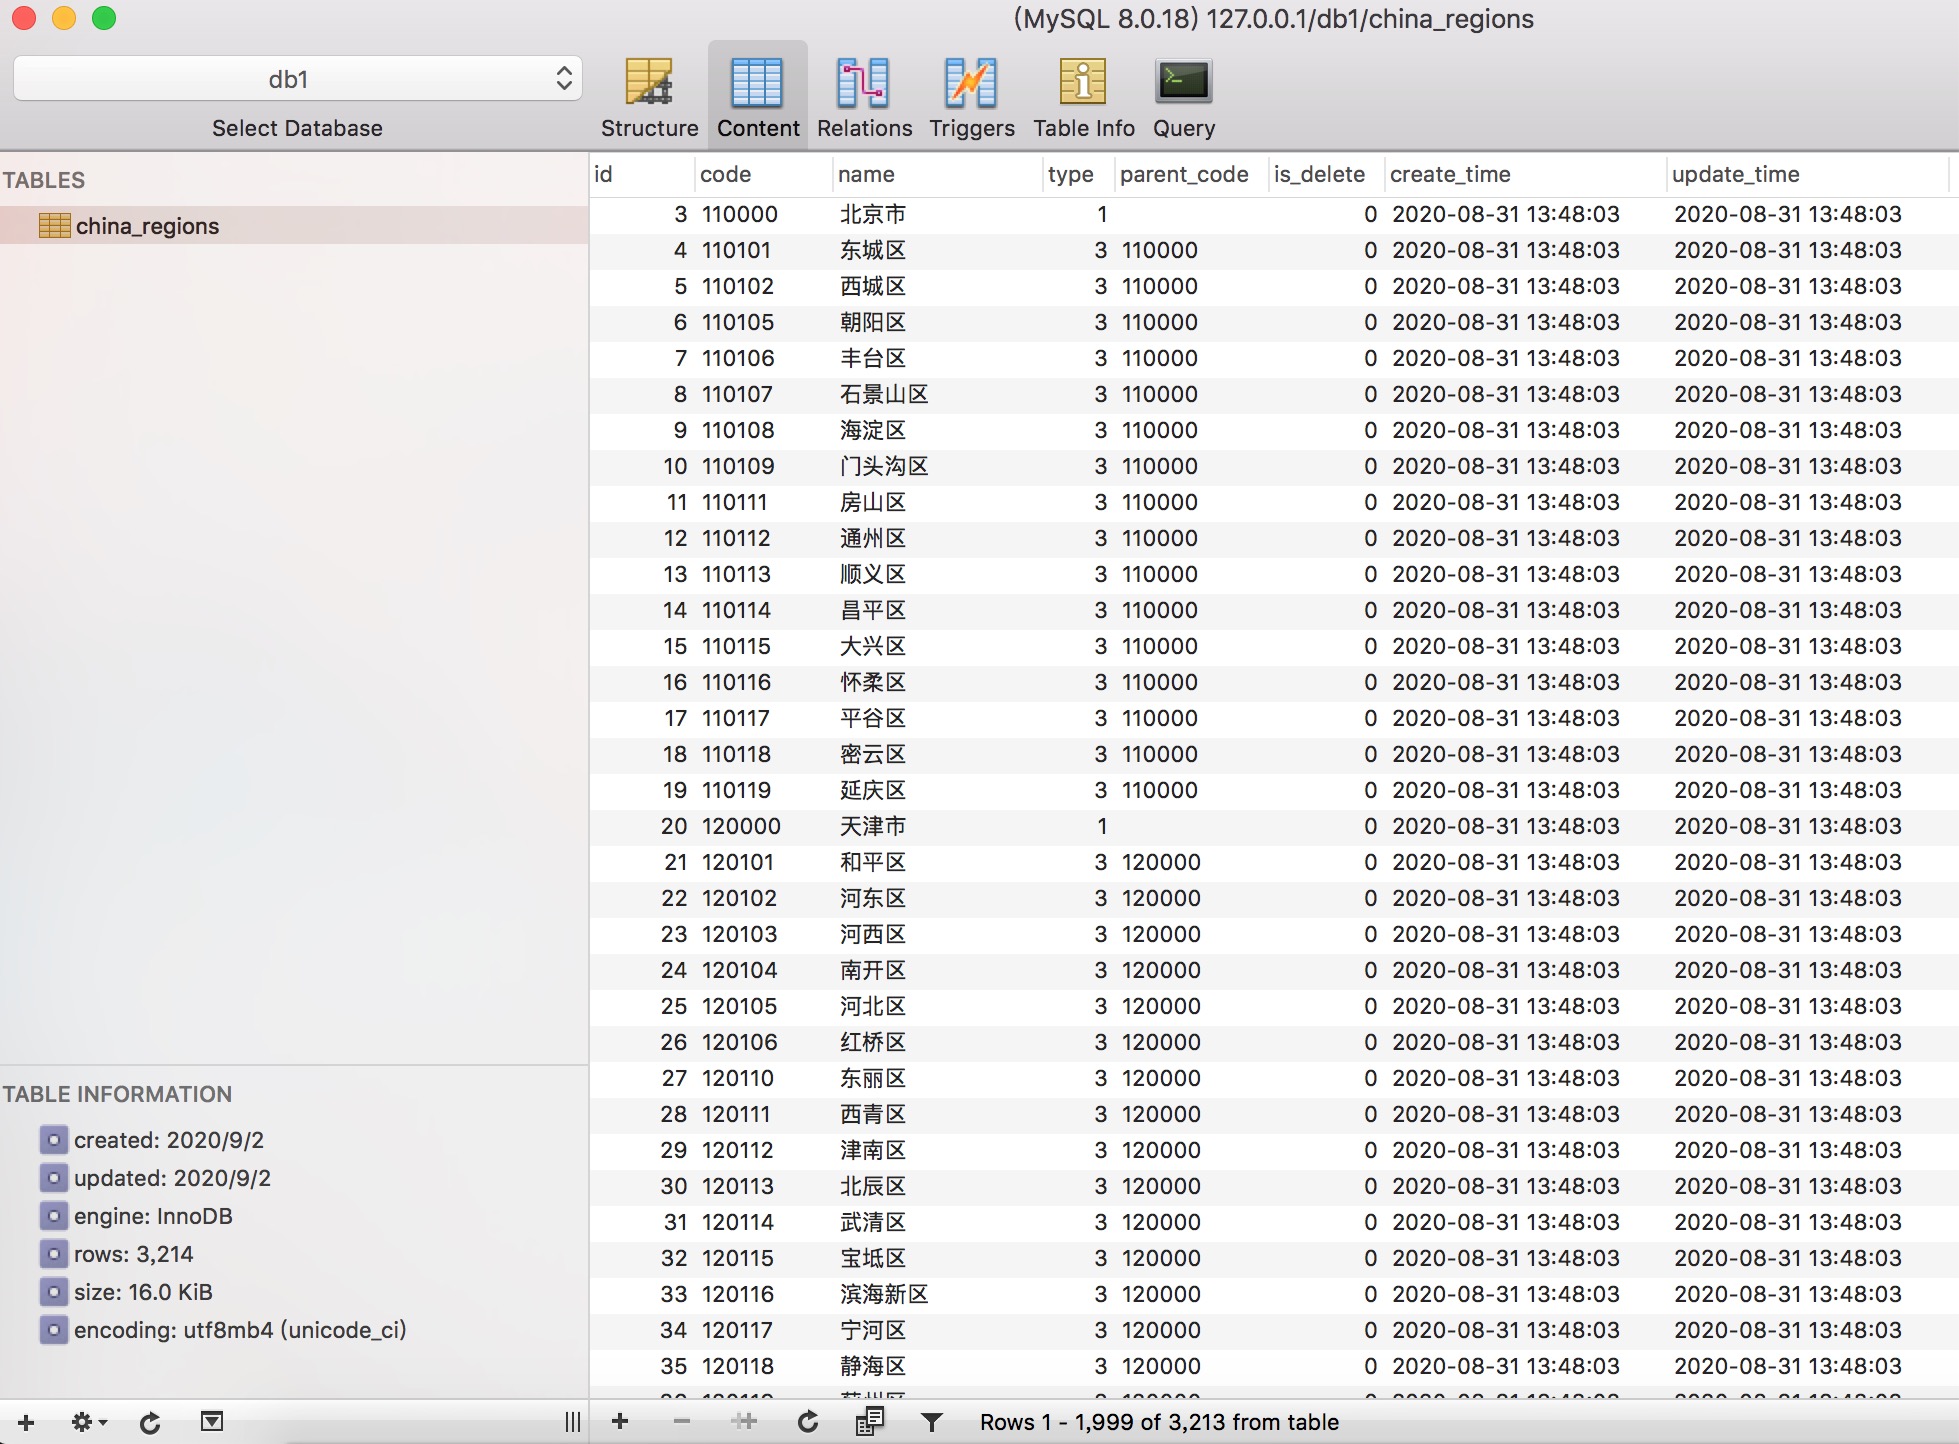 (MySQL 8.0.18) 127.0.0.1/db1/china_regions
db1
Select Database
Structure Content Relations Triggers Table Info Query
TABLES
china_regions
TABLE INFORMATION
created: 2020/9/2
updated: 2020/9/2
engine: InnoDB
rows: 3,214
size: 16.0 KiB
encoding: utf8mb4 (unicode_ci)
id code name type parent_code is_delete create_time update_time
3 110000 北京市 1 0 2020-08-31 13:48:03 2020-08-31 13:48:03
4 110101 东城区 3 110000 0 2020-08-31 13:48:03 2020-08-31 13:48:03
5 110102 西城区 3 110000 0 2020-08-31 13:48:03 2020-08-31 13:48:03
6 110105 朝阳区 3 110000 0 2020-08-31 13:48:03 2020-08-31 13:48:03
7 110106 丰台区 3 110000 0 2020-08-31 13:48:03 2020-08-31 13:48:03
8 110107 石景山区 3 110000 0 2020-08-31 13:48:03 2020-08-31 13:48:03
9 110108 海淀区 3 110000 0 2020-08-31 13:48:03 2020-08-31 13:48:03
10 110109 门头沟区 3 110000 0 2020-08-31 13:48:03 2020-08-31 13:48:03
11 110111 房山区 3 110000 0 2020-08-31 13:48:03 2020-08-31 13:48:03
12 110112 通州区 3 110000 0 2020-08-31 13:48:03 2020-08-31 13:48:03
13 110113 顺义区 3 110000 0 2020-08-31 13:48:03 2020-08-31 13:48:03
14 110114 昌平区 3 110000 0 2020-08-31 13:48:03 2020-08-31 13:48:03
15 110115 大兴区 3 110000 0 2020-08-31 13:48:03 2020-08-31 13:48:03
16 110116 怀柔区 3 110000 0 2020-08-31 13:48:03 2020-08-31 13:48:03
17 110117 平谷区 3 110000 0 2020-08-31 13:48:03 2020-08-31 13:48:03
18 110118 密云区 3 110000 0 2020-08-31 13:48:03 2020-08-31 13:48:03
19 110119 延庆区 3 110000 0 2020-08-31 13:48:03 2020-08-31 13:48:03
20 120000 天津市 1 0 2020-08-31 13:48:03 2020-08-31 13:48:03
21 120101 和平区 3 120000 0 2020-08-31 13:48:03 2020-08-31 13:48:03
22 120102 河东区 3 120000 0 2020-08-31 13:48:03 2020-08-31 13:48:03
23 120103 河西区 3 120000 0 2020-08-31 13:48:03 2020-08-31 13:48:03
24 120104 南开区 3 120000 0 2020-08-31 13:48:03 2020-08-31 13:48:03
25 120105 河北区 3 120000 0 2020-08-31 13:48:03 2020-08-31 13:48:03
26 120106 红桥区 3 120000 0 2020-08-31 13:48:03 2020-08-31 13:48:03
27 120110 东丽区 3 120000 0 2020-08-31 13:48:03 2020-08-31 13:48:03
28 120111 西青区 3 120000 0 2020-08-31 13:48:03 2020-08-31 13:48:03
29 120112 津南区 3 120000 0 2020-08-31 13:48:03 2020-08-31 13:48:03
30 120113 北辰区 3 120000 0 2020-08-31 13:48:03 2020-08-31 13:48:03
31 120114 武清区 3 120000 0 2020-08-31 13:48:03 2020-08-31 13:48:03
32 120115 宝坻区 3 120000 0 2020-08-31 13:48:03 2020-08-31 13:48:03
33 120116 滨海新区 3 120000 0 2020-08-31 13:48:03 2020-08-31 13:48:03
34 120117 宁河区 3 120000 0 2020-08-31 13:48:03 2020-08-31 13:48:03
35 120118 静海区 3 120000 0 2020-08-31 13:48:03 2020-08-31 13:48:03
Rows 1 - 1,999 of 3,213 from table